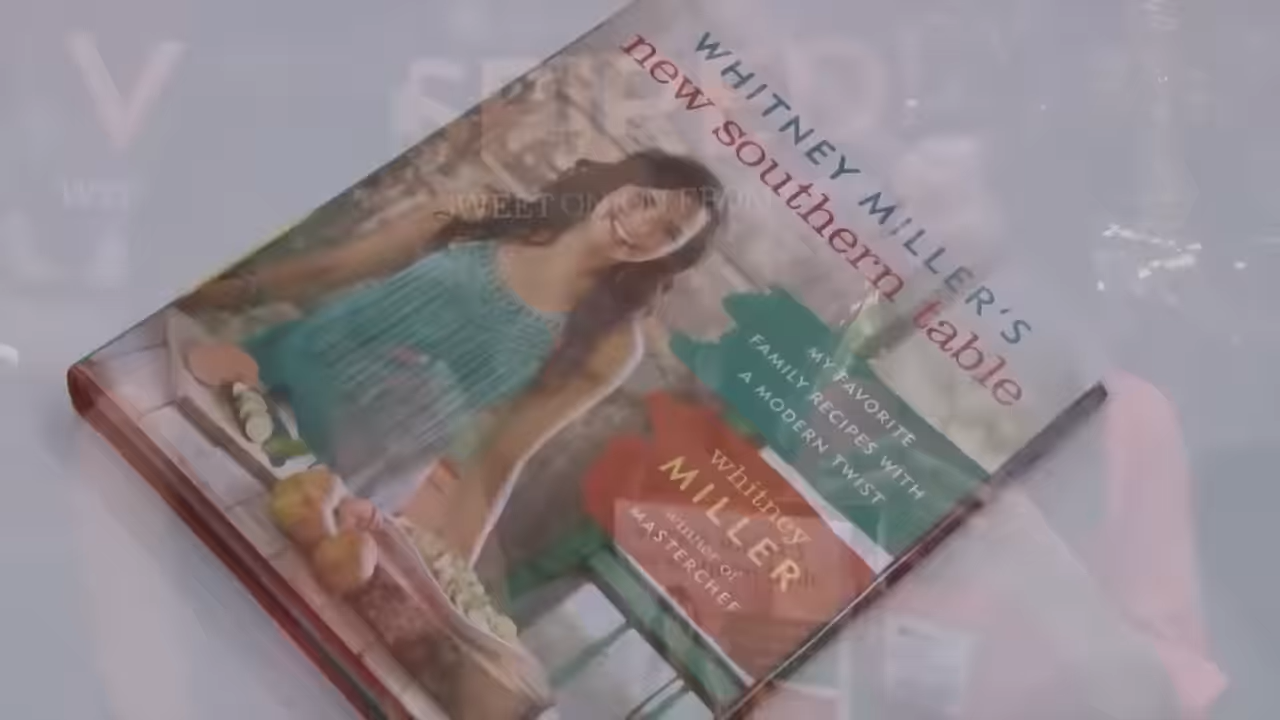 WHITNEY MILLER'S
new southern table
MY FAVORITE
FAMILY RECIPES WITH
A MODERN TWIST
whitney
MILLER
winner of
MASTERCHEF